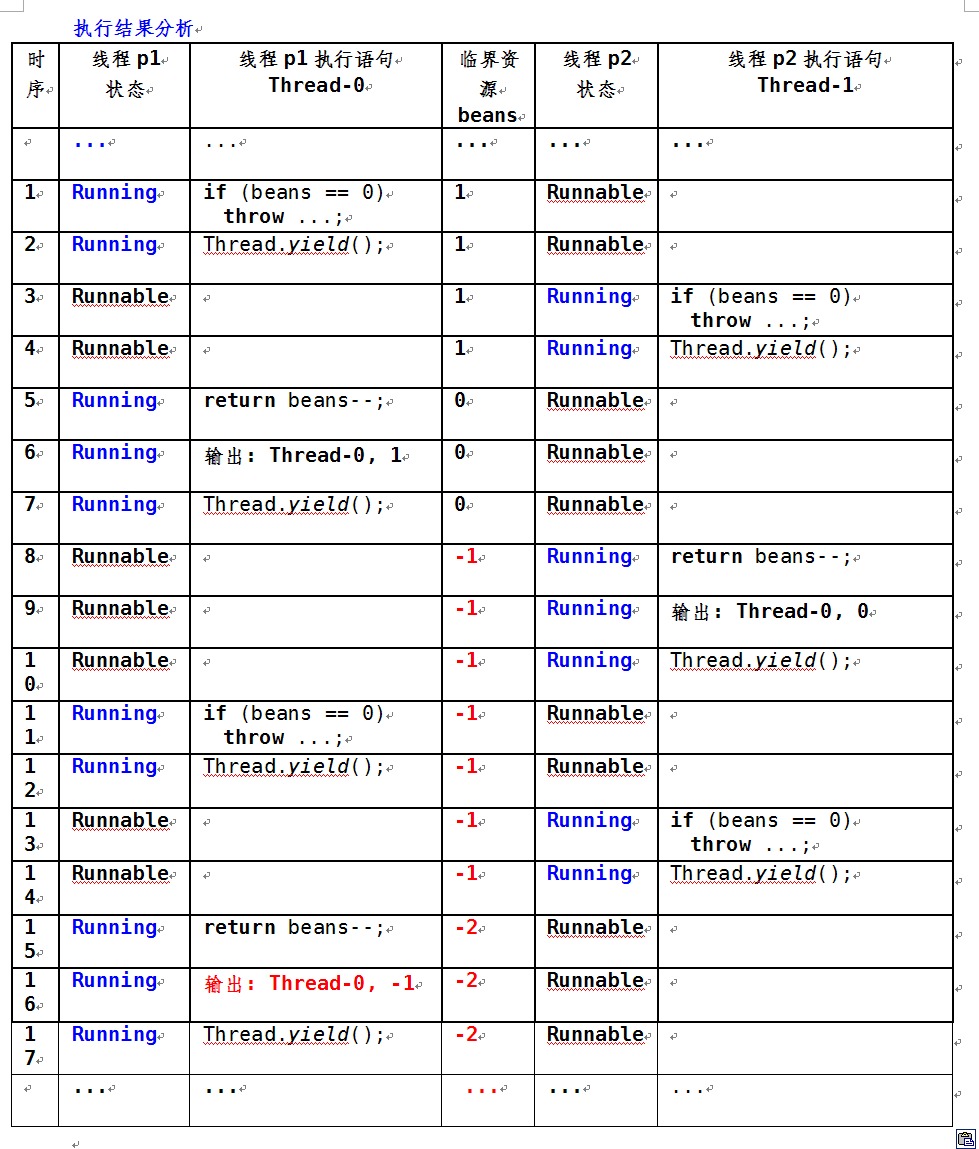 执行结果分析
时序 线程 p1 状态 线程 p1 执行语句 Thread-0 临界资源 beans 线程 p2 状态 线程 p2 执行语句 Thread-1
... ... ... ... ...
1 Running if (beans == 0) throw ...; 1 Runnable
2 Running Thread.yield(); 1 Runnable
3 Runnable 1 Running if (beans == 0) throw ...;
4 Runnable 1 Running Thread.yield();
5 Running return beans--; 0 Runnable
6 Running 输出: Thread-0, 1 0 Runnable
7 Running Thread.yield(); 0 Runnable
8 Runnable -1 Running return beans--;
9 Runnable -1 Running 输出: Thread-0, 0
10 Runnable -1 Running Thread.yield();
11 Running if (beans == 0) throw ...; -1 Runnable
12 Running Thread.yield(); -1 Runnable
13 Runnable -1 Running if (beans == 0) throw ...;
14 Runnable -1 Running Thread.yield();
15 Running return beans--; -2 Runnable
16 Running 输出: Thread-0, -1 -2 Runnable
17 Running Thread.yield(); -2 Runnable
... ... ... ... ...